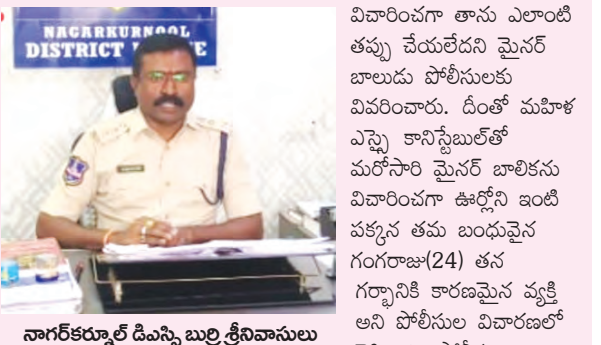 NAGARKURNOOL
DISTRICT
నాగర్‌కర్నూల్ డిఎస్పి బుర్రి శ్రీనివాసులు
విచారించగా తాను ఎలాంటి
తప్పు చేయలేదని మైనర్
బాలుడు పోలీసులకు
వివరించారు. దీంతో మహిళ
ఎస్సై కానిస్టేబుల్‌తో
మరోసారి మైనర్ బాలికను
విచారించగా ఊర్లోని ఇంటి
పక్కన తమ బంధువైన
గంగరాజు(24) తన
గర్భానికి కారణమైన వ్యక్తి
అని పోలీసుల విచారణలో